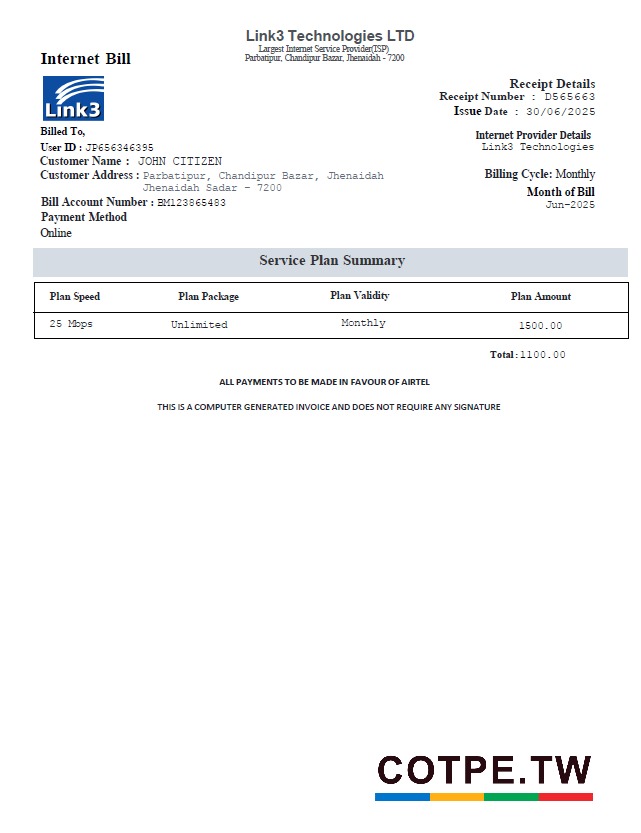 Link3 Technologies LTD
Largest Internet Service Provider(ISP)
Parbatipur, Chandipur Bazar, Jhenaidah - 7200
Internet Bill
Link3
Receipt Details
Receipt Number : D565663
Issue Date : 30/06/2025
Billed To,
User ID : JP656346395
Customer Name : JOHN CITIZEN
Customer Address : Parbatipur, Chandipur Bazar, Jhenaidah
Jhenaidah Sadar - 7200
Bill Account Number : BM123865483
Payment Method
Online
Internet Provider Details
Link3 Technologies
Billing Cycle: Monthly
Month of Bill
Jun-2025
Service Plan Summary
Plan Speed Plan Package Plan Validity Plan Amount
25 Mbps Unlimited Monthly 1500.00
Total:1100.00
ALL PAYMENTS TO BE MADE IN FAVOUR OF AIRTEL
THIS IS A COMPUTER GENERATED INVOICE AND DOES NOT REQUIRE ANY SIGNATURE
COTPE.TW